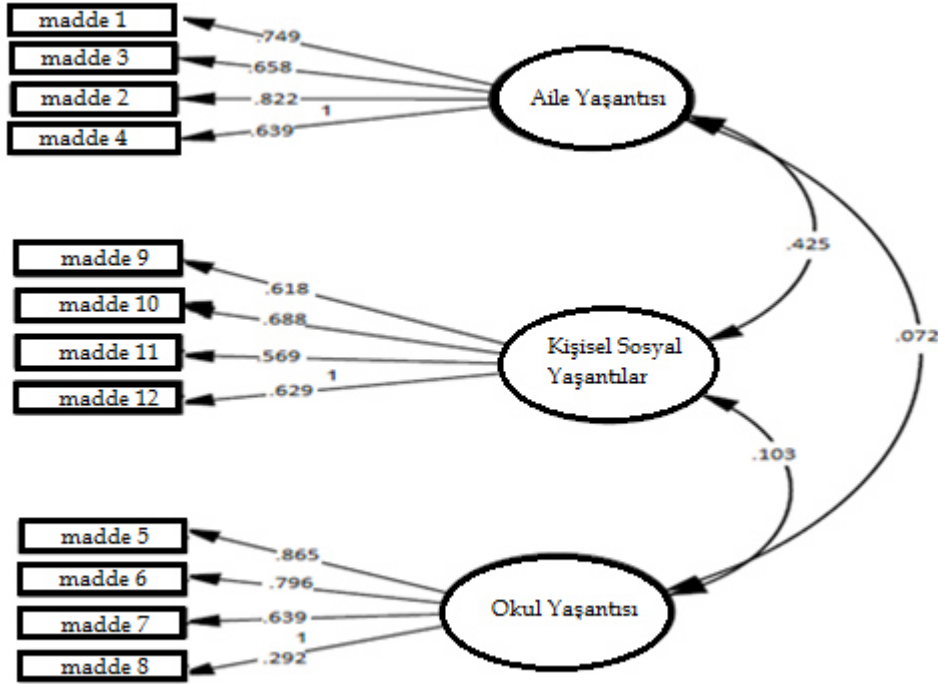 madde 1
.749
madde 3
.658
madde 2
.822
1
madde 4
.639
Aile Yaşantısı
.425
.072
madde 9
.618
madde 10
.688
madde 11
.569
1
madde 12
.629
Kişisel Sosyal
Yaşantılar
.103
madde 5
.865
madde 6
.796
madde 7
.639
1
madde 8
.292
Okul Yaşantısı